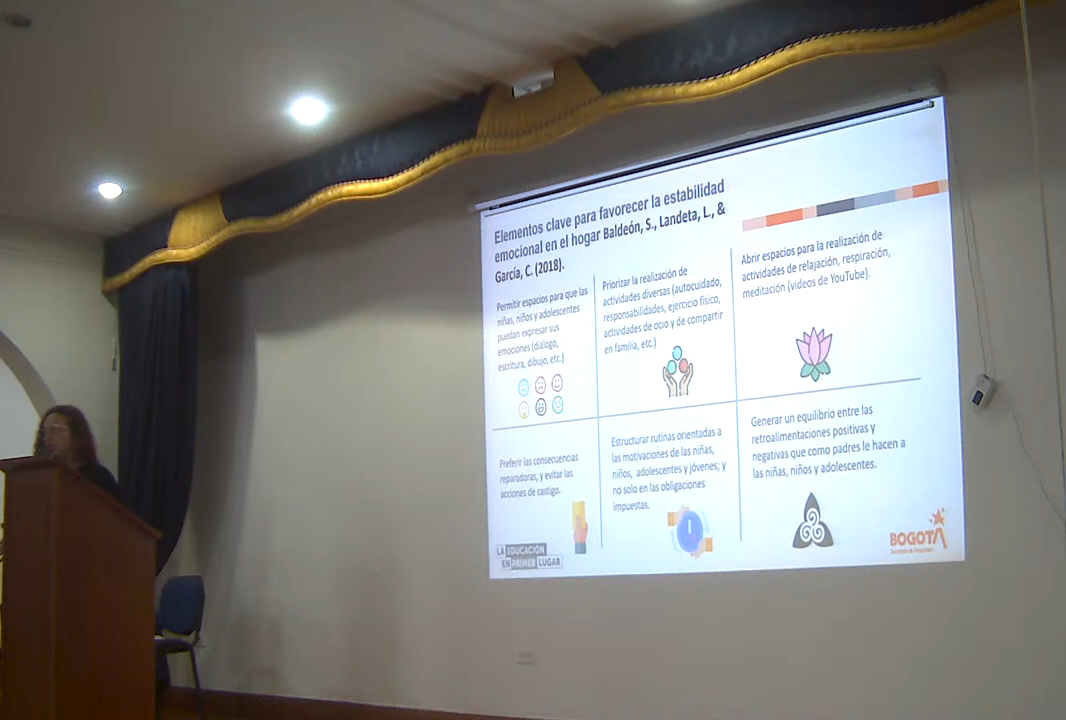 Elementos clave para favorecer la estabilidad
emocional en el hogar Baldeón, S., Landeta, L., &
García, C. (2018).
Permitir espacios para que las
niñas, niños y adolescentes
puedan expresar sus
emociones (diálogo,
escritura, dibujo, etc.)
Priorizar la realización de
actividades diversas (autocuidado,
responsabilidades, ejercicio físico,
actividades de ocio y de compartir
en familia, etc.)
Abrir espacios para la realización de
actividades de relajación, respiración,
meditación (videos de YouTube).
Preferir las consecuencias
reparadoras, y evitar las
acciones de castigo.
Estructurar rutinas orientadas a
las motivaciones de las niñas,
niños, adolescentes y jóvenes; y
no solo en las obligaciones
impuestas.
Generar un equilibrio entre las
retroalimentaciones positivas y
negativas que como padres le hacen a
las niñas, niños y adolescentes.
LA EDUCACIÓN
EN PRIMER LUGAR
BOGOTÁ